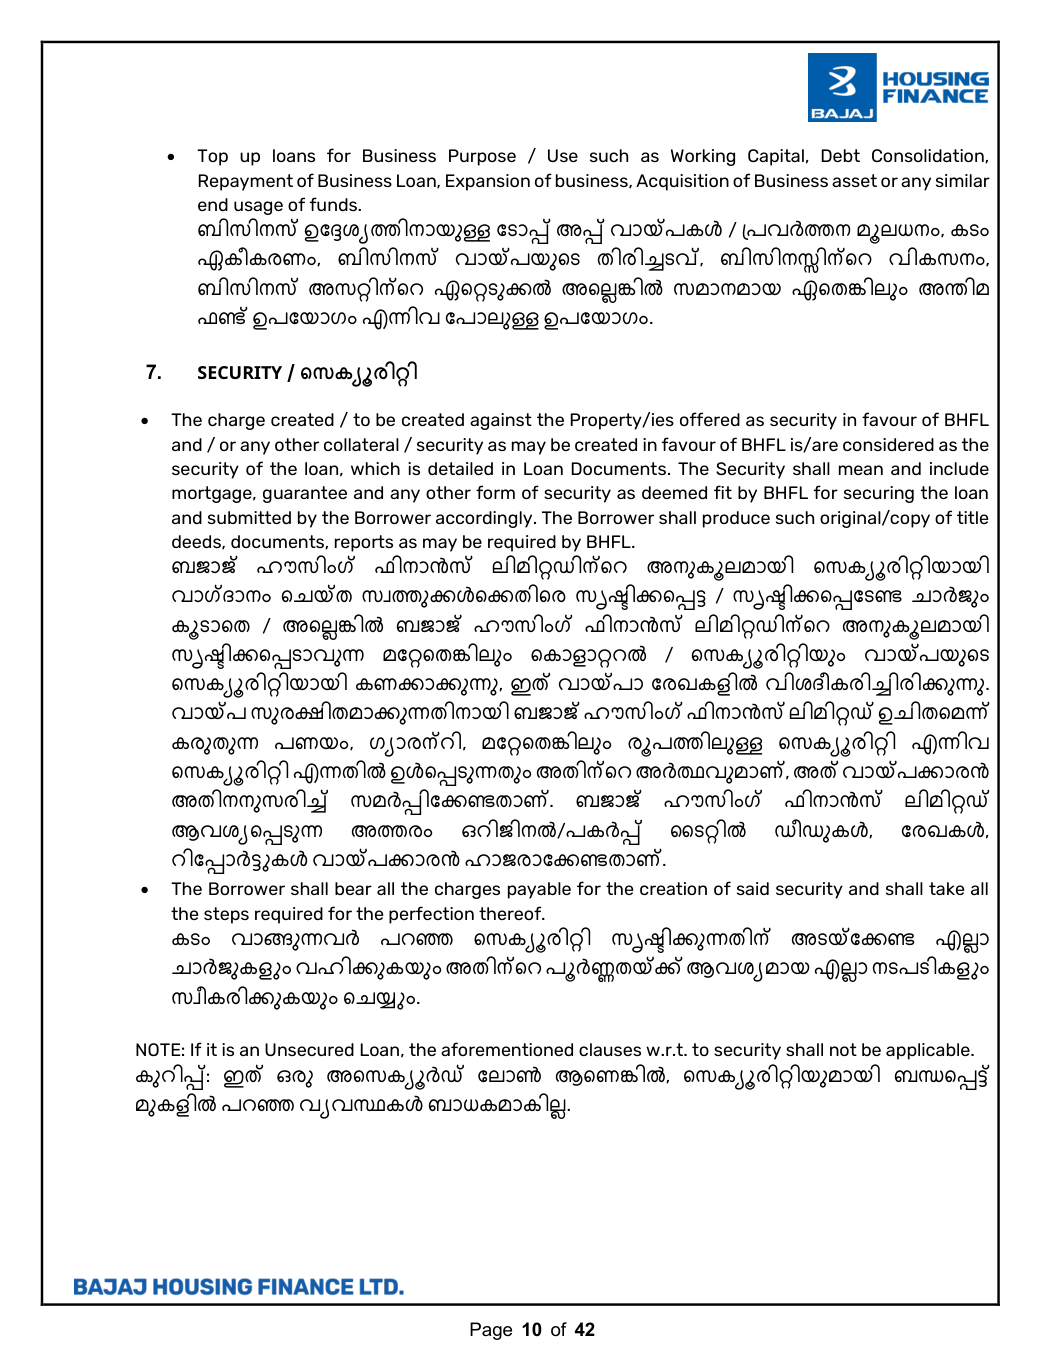 HOUSING
FINANCE
BAJAJ
• Top up loans for Business Purpose / Use such as Working Capital, Debt Consolidation,
Repayment of Business Loan, Expansion of business, Acquisition of Business asset or any similar
end usage of funds.
ബിസിനസ് ഉദ്ദേശ്യത്തിനായുള്ള ടോപ്പ് അപ്പ് വായ്പകൾ / പ്രവർത്തന മൂലധനം, കടം
ഏകീകരണം, ബിസിനസ് വായ്പയുടെ തിരിച്ചടവ്, ബിസിനസ്സിന്റെ വികസനം,
ബിസിനസ് അസറ്റിന്റെ ഏറ്റെടുക്കൽ അല്ലെങ്കിൽ സമാനമായ ഏതെങ്കിലും അന്തിമ
ഫണ്ട് ഉപയോഗം എന്നിവ പോലുള്ള ഉപയോഗം.
7. SECURITY / സെക്യൂരിറ്റി
• The charge created / to be created against the Property/ies offered as security in favour of BHFL
and / or any other collateral / security as may be created in favour of BHFL is/are considered as the
security of the loan, which is detailed in Loan Documents. The Security shall mean and include
mortgage, guarantee and any other form of security as deemed fit by BHFL for securing the loan
and submitted by the Borrower accordingly. The Borrower shall produce such original/copy of title
deeds, documents, reports as may be required by BHFL.
ബജാജ് ഹൗസിംഗ് ഫിനാൻസ് ലിമിറ്റഡിന്റെ അനുകൂലമായി സെക്യൂരിറ്റിയായി
വാഗ്ദാനം ചെയ്ത സ്വത്തുക്കൾക്കെതിരെ സൃഷ്ടിക്കപ്പെട്ട / സൃഷ്ടിക്കപ്പെടേണ്ട ചാർജും
കൂടാതെ / അല്ലെങ്കിൽ ബജാജ് ഹൗസിംഗ് ഫിനാൻസ് ലിമിറ്റഡിന്റെ അനുകൂലമായി
സൃഷ്ടിക്കപ്പെടാവുന്ന മറ്റേതെങ്കിലും കൊളാറ്ററൽ / സെക്യൂരിറ്റിയും വായ്പയുടെ
സെക്യൂരിറ്റിയായി കണക്കാക്കുന്നു, ഇത് വായ്പാ രേഖകളിൽ വിശദീകരിച്ചിരിക്കുന്നു.
വായ്പ സുരക്ഷിതമാക്കുന്നതിനായി ബജാജ് ഹൗസിംഗ് ഫിനാൻസ് ലിമിറ്റഡ് ഉചിതമെന്ന്
കരുതുന്ന പണയം, ഗ്യാരന്റി, മറ്റേതെങ്കിലും രൂപത്തിലുള്ള സെക്യൂരിറ്റി എന്നിവ
സെക്യൂരിറ്റി എന്നതിൽ ഉൾപ്പെടുന്നതും അതിന്റെ അർത്ഥവുമാണ്, അത് വായ്പക്കാരൻ
അതിനനുസരിച്ച് സമർപ്പിക്കേണ്ടതാണ്. ബജാജ് ഹൗസിംഗ് ഫിനാൻസ് ലിമിറ്റഡ്
ആവശ്യപ്പെടുന്ന അത്തരം ഒറിജിനൽ/പകർപ്പ് ടൈറ്റിൽ ഡീഡുകൾ, രേഖകൾ,
റിപ്പോർട്ടുകൾ വായ്പക്കാരൻ ഹാജരാക്കേണ്ടതാണ്.
• The Borrower shall bear all the charges payable for the creation of said security and shall take all
the steps required for the perfection thereof.
കടം വാങ്ങുന്നവർ പറഞ്ഞ സെക്യൂരിറ്റി സൃഷ്ടിക്കുന്നതിന് അടയ്ക്കേണ്ട എല്ലാ
ചാർജുകളും വഹിക്കുകയും അതിന്റെ പൂർണ്ണതയ്ക്ക് ആവശ്യമായ എല്ലാ നടപടികളും
സ്വീകരിക്കുകയും ചെയ്യും.
NOTE: If it is an Unsecured Loan, the aforementioned clauses w.r.t. to security shall not be applicable.
കുറിപ്പ്: ഇത് ഒരു അസെക്യൂർഡ് ലോൺ ആണെങ്കിൽ, സെക്യൂരിറ്റിയുമായി ബന്ധപ്പെട്ട്
മുകളിൽ പറഞ്ഞ വ്യവസ്ഥകൾ ബാധകമാകില്ല.
BAJAJ HOUSING FINANCE LTD.
Page 10 of 42